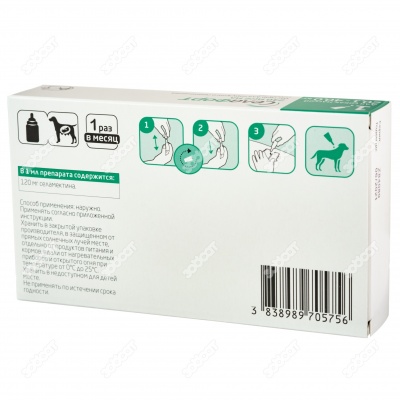 Селафорт
1 раз
в месяц
1
2
3
В 1 мл препарата содержится:
120 мг селамектина.
Способ применения: наружно.
Применять согласно приложенной
инструкции.
Хранить в закрытой упаковке
производителя, в защищенном от
прямых солнечных лучей месте,
отдельно от продуктов питания и
кормов, вдали от нагревательных
приборов и открытого огня при
температуре от 0°C до 25°C.
Хранить в недоступном для детей
месте.
Не применять по истечении срока
годности.
3 838989 705756